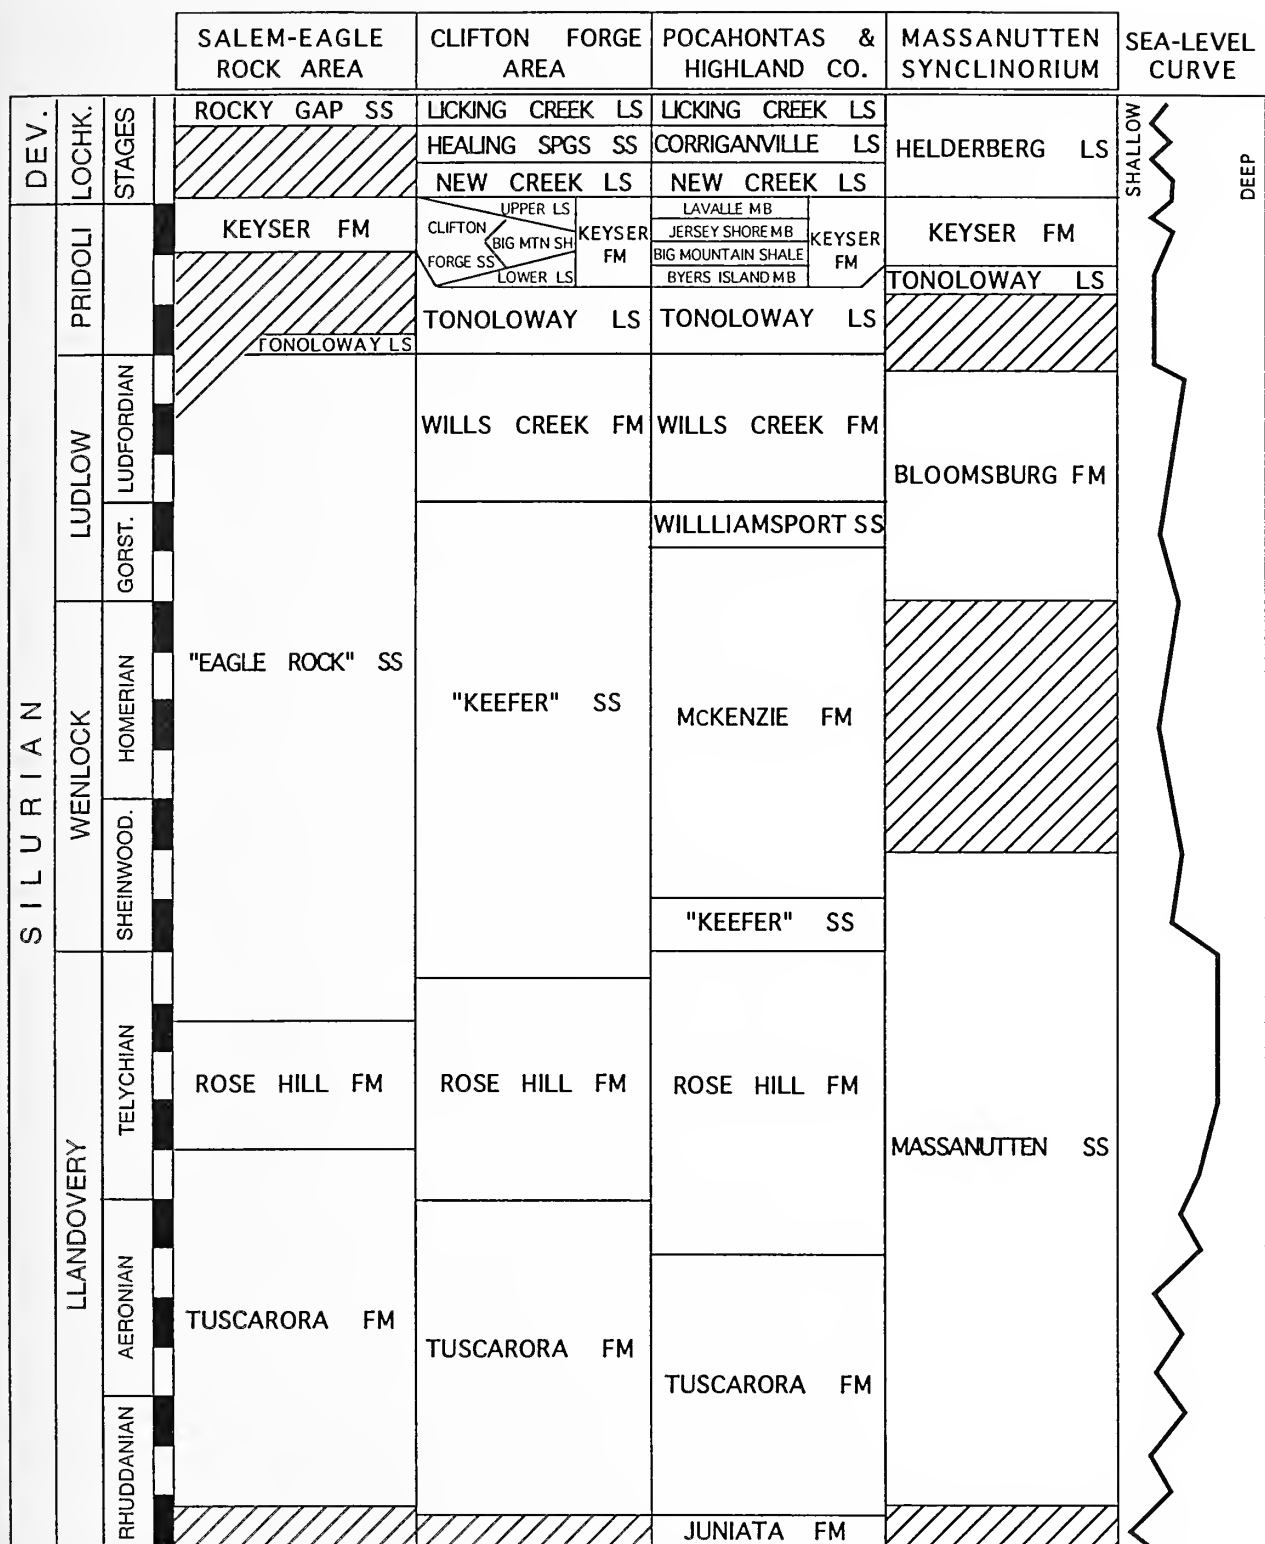 SALEM-EAGLE ROCK AREA
CLIFTON FORGE AREA
POCAHONTAS & HIGHLAND CO.
MASSANUTTEN SYNCLINORIUM
SEA-LEVEL CURVE
DEV.
LOCHK.
STAGES
SILURIAN
PRIDOLI
LUDLOW
LUDFORDIAN
GORST.
WENLOCK
HOMERIAN
SHEINWOOD.
LLANDOVERY
TELYCHIAN
AERONIAN
RHUDDANIAN
ROCKY GAP SS
KEYSER FM
TONOLOWAY LS
"EAGLE ROCK" SS
ROSE HILL FM
TUSCARORA FM
LICKING CREEK LS
HEALING SPGS SS
NEW CREEK LS
UPPER LS
CLIFTON
FORGE SS
BIG MTN SH
LOWER LS
KEYSER
FM
TONOLOWAY LS
WILLS CREEK FM
"KEEFER" SS
ROSE HILL FM
TUSCARORA FM
LICKING CREEK LS
CORRIGANVILLE LS
NEW CREEK LS
LAVALLE MB
JERSEY SHORE MB
BIG MOUNTAIN SHALE
BYERS ISLAND MB
KEYSER
FM
TONOLOWAY LS
WILLS CREEK FM
WILLLIAMSPORT SS
McKENZIE FM
"KEEFER" SS
ROSE HILL FM
TUSCARORA FM
JUNIATA FM
HELDERBERG LS
KEYSER FM
TONOLOWAY LS
BLOOMSBURG FM
MASSANUTTEN SS
SHALLOW
DEEP